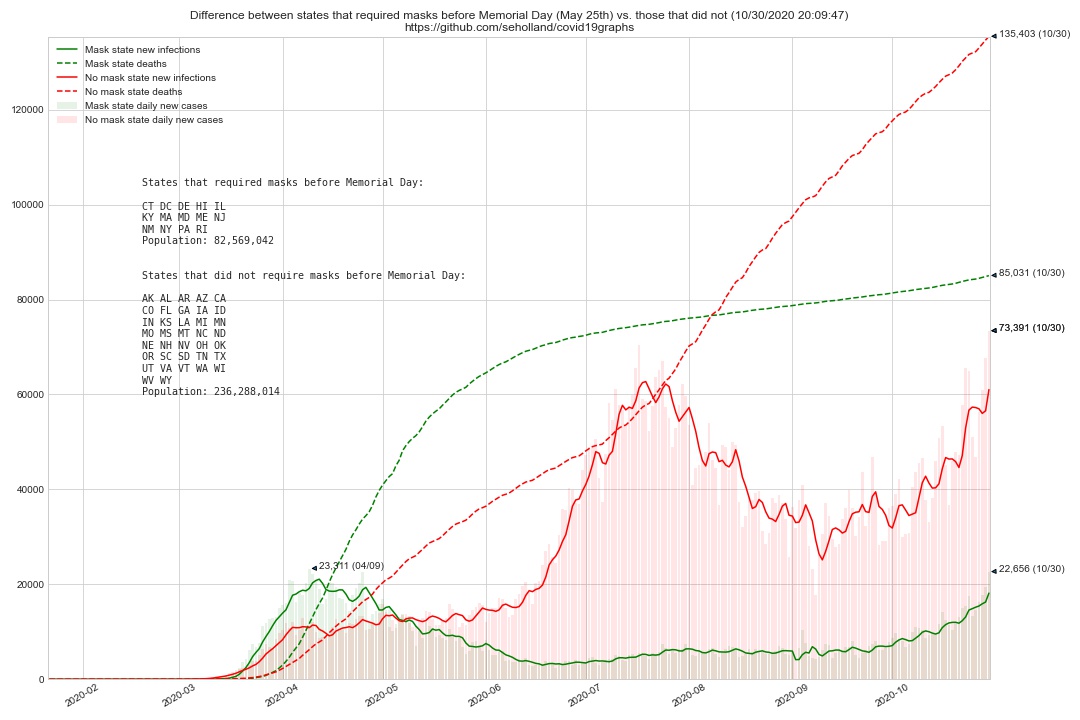 Difference between states that required masks before Memorial Day (May 25th) vs. those that did not (10/30/2020 20:09:47)
https://github.com/seholland/covid19graphs
Mask state new infections
Mask state deaths
No mask state new infections
No mask state deaths
Mask state daily new cases
No mask state daily new cases
States that required masks before Memorial Day:
CT DC DE HI IL
KY MA MD ME NJ
NM NY PA RI
Population: 82,569,042
States that did not require masks before Memorial Day:
AK AL AR AZ CA
CO FL GA IA ID
IN KS LA MI MN
MO MS MT NC ND
NE NH NV OH OK
OR SC SD TN TX
UT VA VT WA WI
WV WY
Population: 236,288,014
135,403 (10/30)
85,031 (10/30)
73,391 (10/30)
23,311 (04/09)
22,656 (10/30)
120000
100000
80000
60000
40000
20000
0
2020-02
2020-03
2020-04
2020-05
2020-06
2020-07
2020-08
2020-09
2020-10